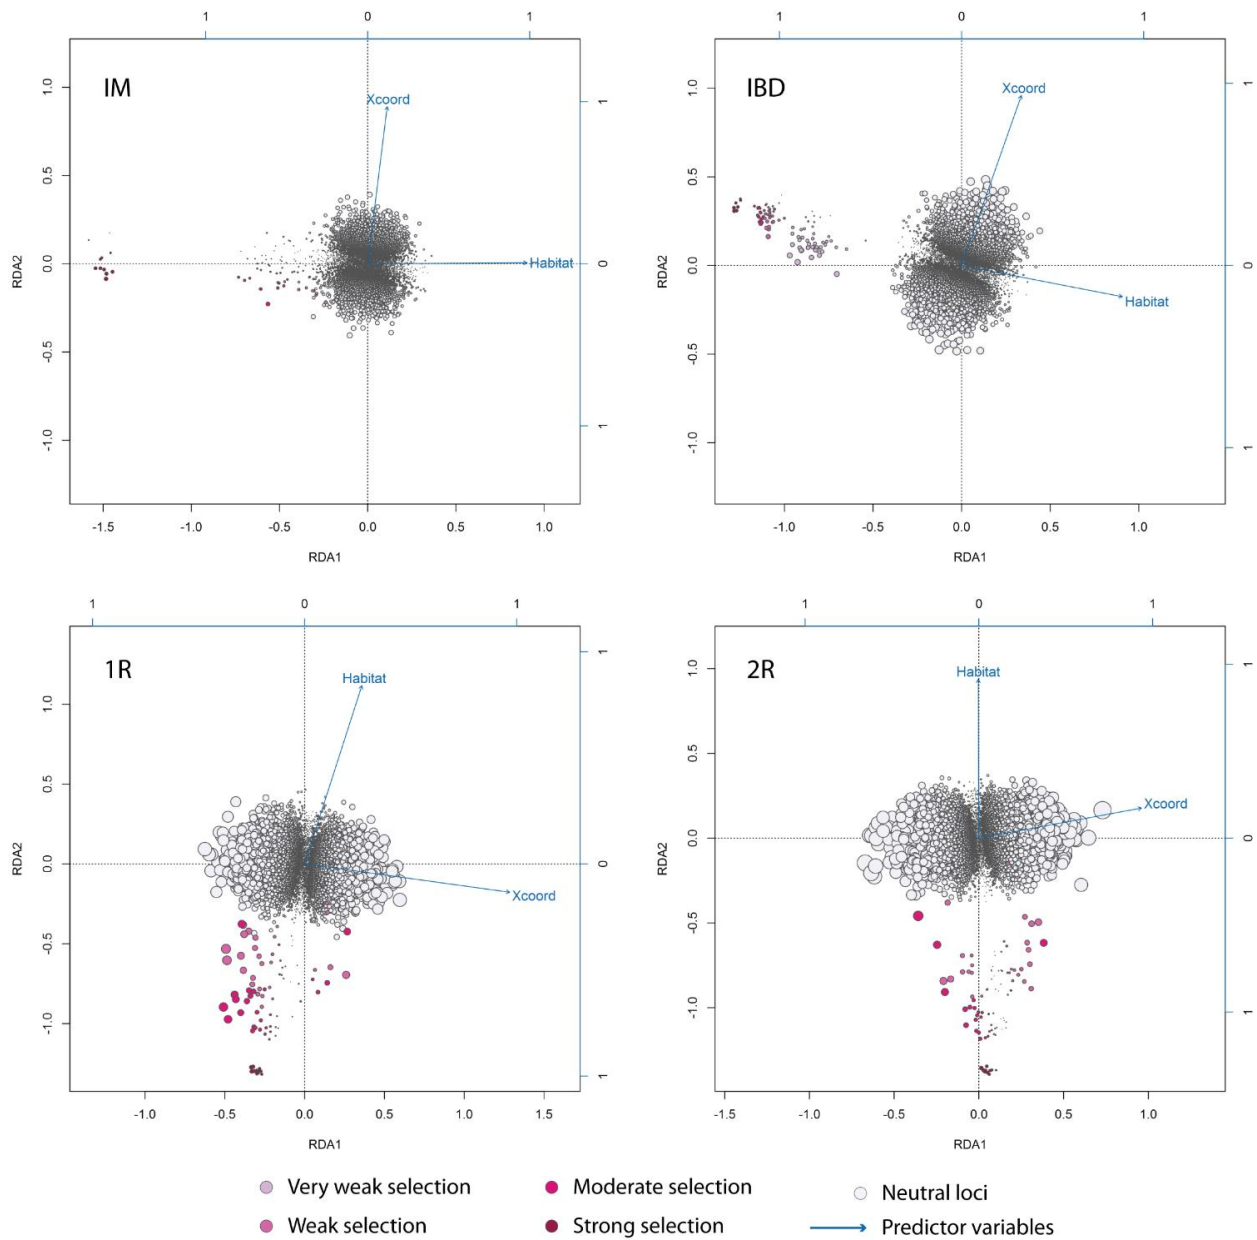 1 0 1
1 0 1
IM
IBD
Xcoord
Xcoord
Habitat
Habitat
1.0
0.5
0.0
-0.5
-1.0
RDA2
1
0
1
1.0
0.5
0.0
-0.5
-1.0
RDA2
1
0
1
-1.5 -1.0 -0.5 0.0 0.5 1.0
RDA1
-1.0 -0.5 0.0 0.5 1.0
RDA1
1 0 1
1 0 1
1R
2R
Habitat
Habitat
Xcoord
Xcoord
1.0
0.5
0.0
-0.5
-1.0
RDA2
1
0
1
1.0
0.5
0.0
-0.5
-1.0
RDA2
1
0
1
-1.0 -0.5 0.0 0.5 1.0 1.5
RDA1
-1.5 -1.0 -0.5 0.0 0.5 1.0
RDA1
Very weak selection
Moderate selection
Neutral loci
Weak selection
Strong selection
Predictor variables